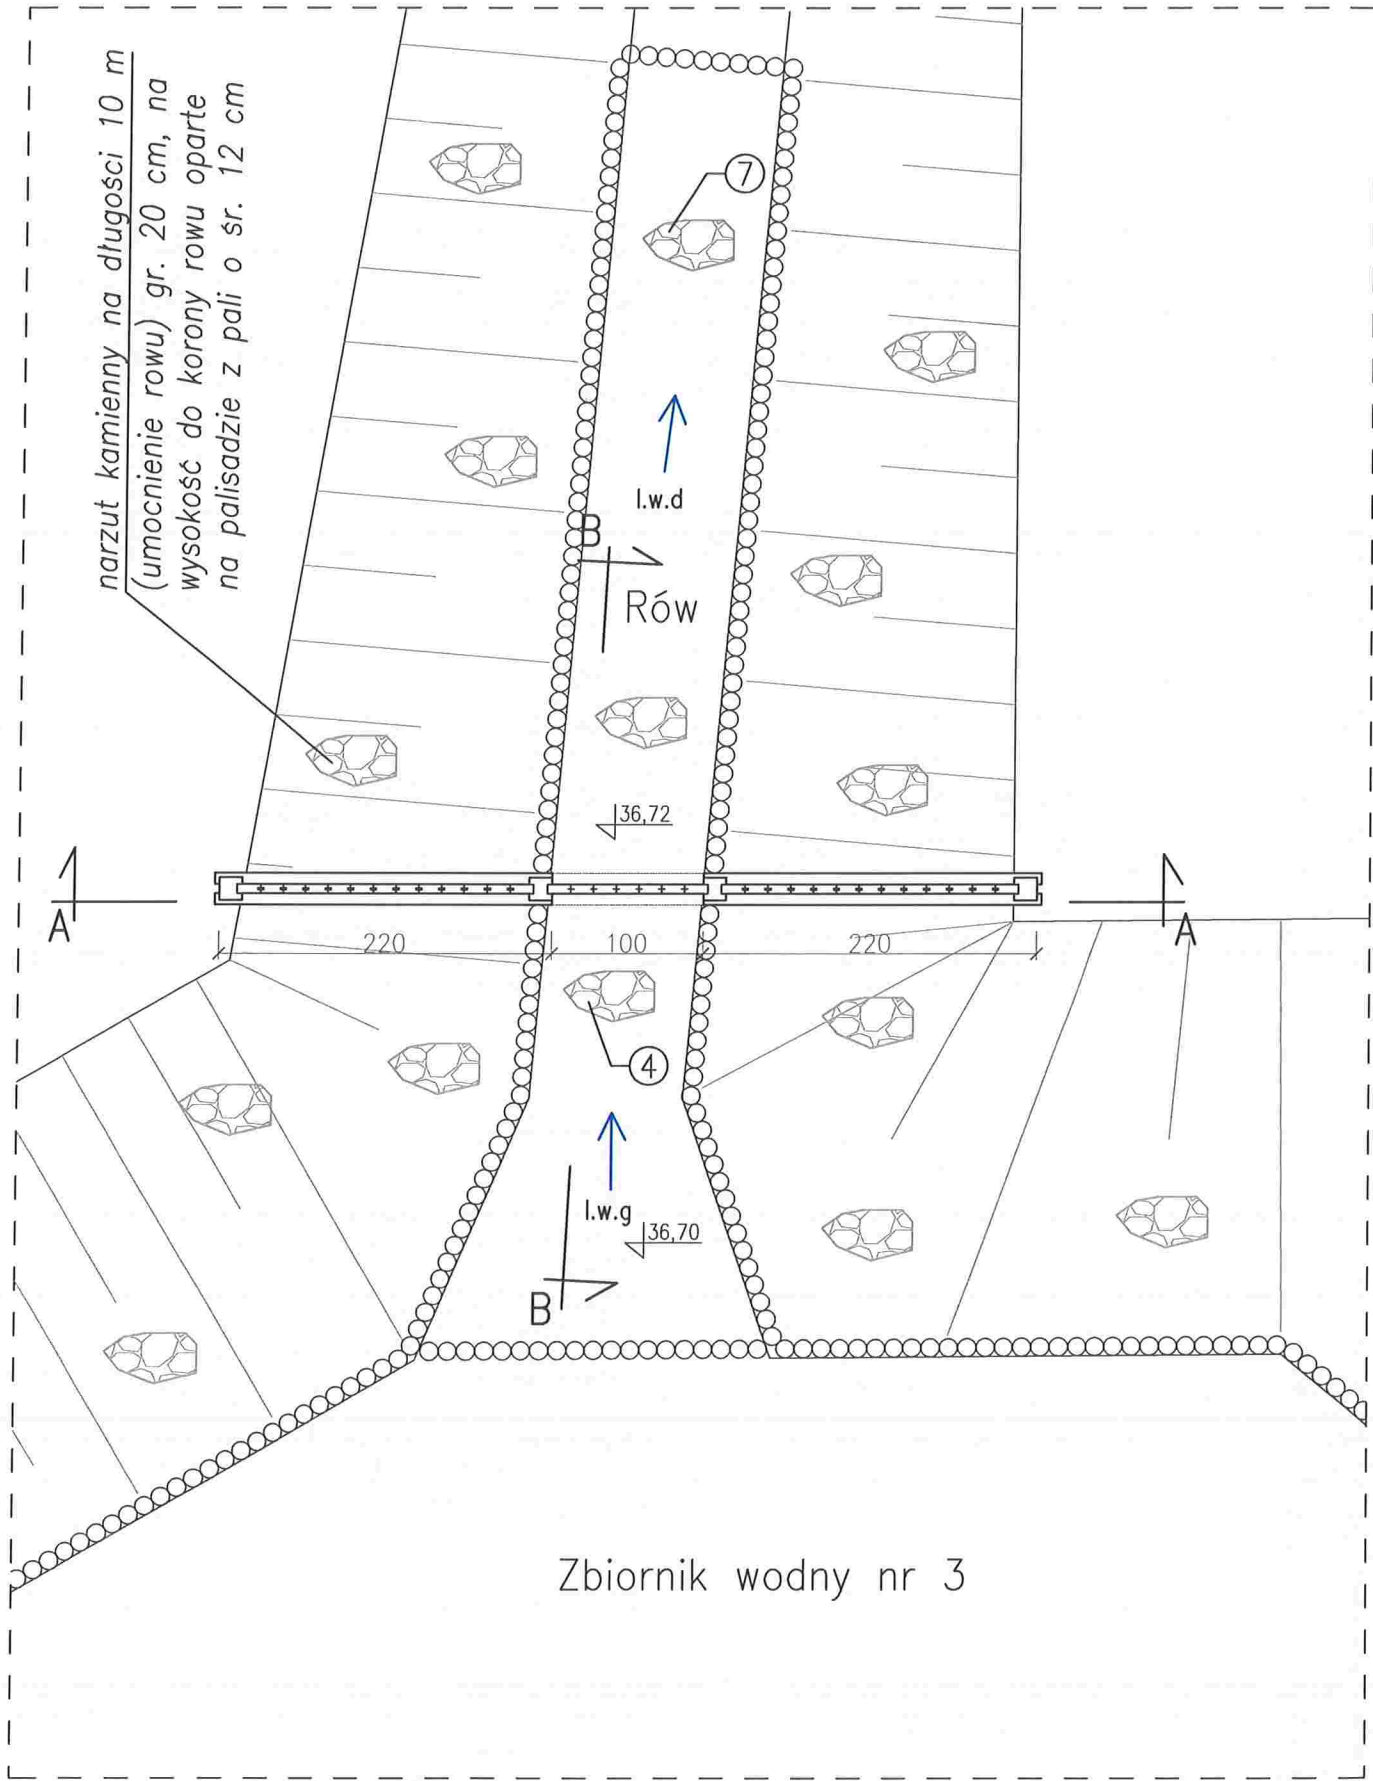 narzut kamienny na długości 10 m
(umocnienie rowu) gr. 20 cm, na
wysokość do korony rowu oparte
na palisadzie z pali o śr. 12 cm
7
l.w.d
B
Rów
36,72
A
A
220
100
220
4
l.w.g
36,70
B
Zbiornik wodny nr 3